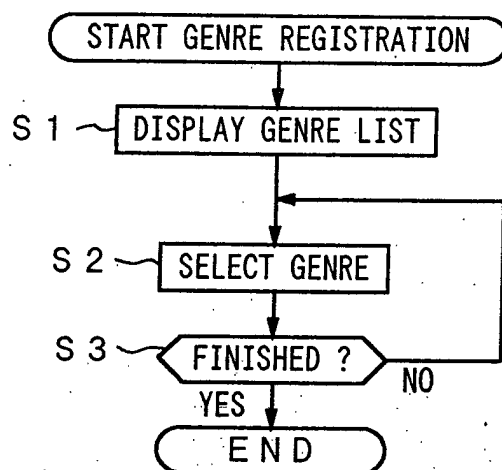 START GENRE REGISTRATION
S 1
DISPLAY GENRE LIST
S 2
SELECT GENRE
S 3
FINISHED ?
NO
YES
END